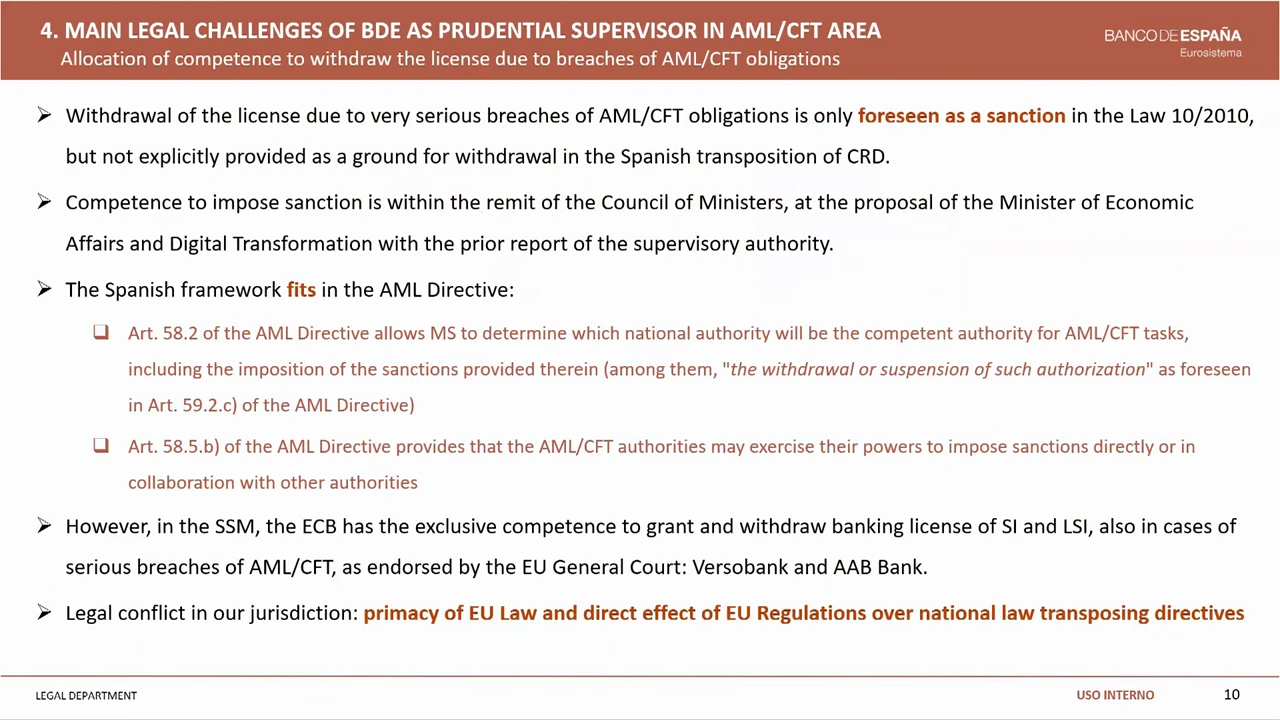 4. MAIN LEGAL CHALLENGES OF BDE AS PRUDENTIAL SUPERVISOR IN AML/CFT AREA
Allocation of competence to withdraw the license due to breaches of AML/CFT obligations
BANCO DE ESPAÑA
Eurosistema
➢ Withdrawal of the license due to very serious breaches of AML/CFT obligations is only foreseen as a sanction in the Law 10/2010,
but not explicitly provided as a ground for withdrawal in the Spanish transposition of CRD.
➢ Competence to impose sanction is within the remit of the Council of Ministers, at the proposal of the Minister of Economic
Affairs and Digital Transformation with the prior report of the supervisory authority.
➢ The Spanish framework fits in the AML Directive:
❑ Art. 58.2 of the AML Directive allows MS to determine which national authority will be the competent authority for AML/CFT tasks,
including the imposition of the sanctions provided therein (among them, "the withdrawal or suspension of such authorization" as foreseen
in Art. 59.2.c) of the AML Directive)
❑ Art. 58.5.b) of the AML Directive provides that the AML/CFT authorities may exercise their powers to impose sanctions directly or in
collaboration with other authorities
➢ However, in the SSM, the ECB has the exclusive competence to grant and withdraw banking license of SI and LSI, also in cases of
serious breaches of AML/CFT, as endorsed by the EU General Court: Versobank and AAB Bank.
➢ Legal conflict in our jurisdiction: primacy of EU Law and direct effect of EU Regulations over national law transposing directives
LEGAL DEPARTMENT
USO INTERNO
10